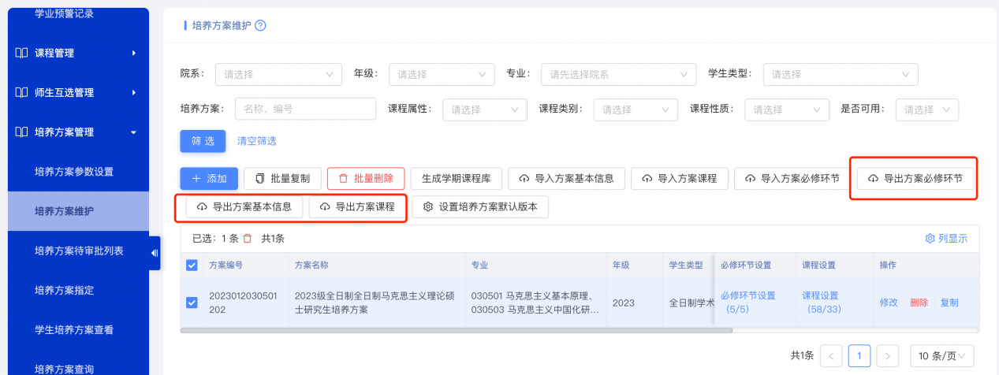 学业预警记录
课程管理
师生互选管理
培养方案管理
培养方案参数设置
培养方案维护
培养方案待审批列表
培养方案指定
学生培养方案查看
培养方案查询
培养方案维护
院系： 请选择 年级： 请选择 专业： 请先选择院系 学生类型： 请选择
培养方案： 名称、编号 课程属性： 请选择 课程类别： 请选择 课程性质： 请选择 是否可用： 请选择
筛 选 清空筛选
+ 添加 批量复制 批量删除 生成学期课程库 导入方案基本信息 导入方案课程 导入方案必修环节 导出方案必修环节
导出方案基本信息 导出方案课程 设置培养方案默认版本
已选：1 条 共1条 列显示
方案编号 方案名称 专业 年级 学生类型 必修环节设置 课程设置 操作
2023012030501 2023级全日制全日制马克思主义理论硕 030501 马克思主义基本原理、 2023 全日制学术 必修环节设置 课程设置 修改 删除 复制
202 士研究生培养方案 030503 马克思主义中国化研... (5/5) (58/33)
共1条 < 1 > 10 条/页